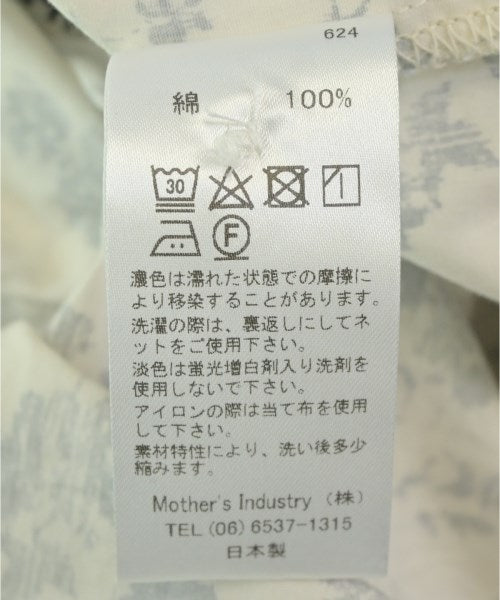 624
綿 100%
30
F
濃色は濡れた状態での摩擦に
より移染することがあります。
洗濯の際は、裏返しにしてネ
ットをご使用下さい。
淡色は蛍光増白剤入り洗剤を
使用しないで下さい。
アイロンの際は当て布を使用
して下さい。
素材特性により、洗い後多少
縮みます。
Mother's Industry（株）
TEL (06) 6537-1315
日本製